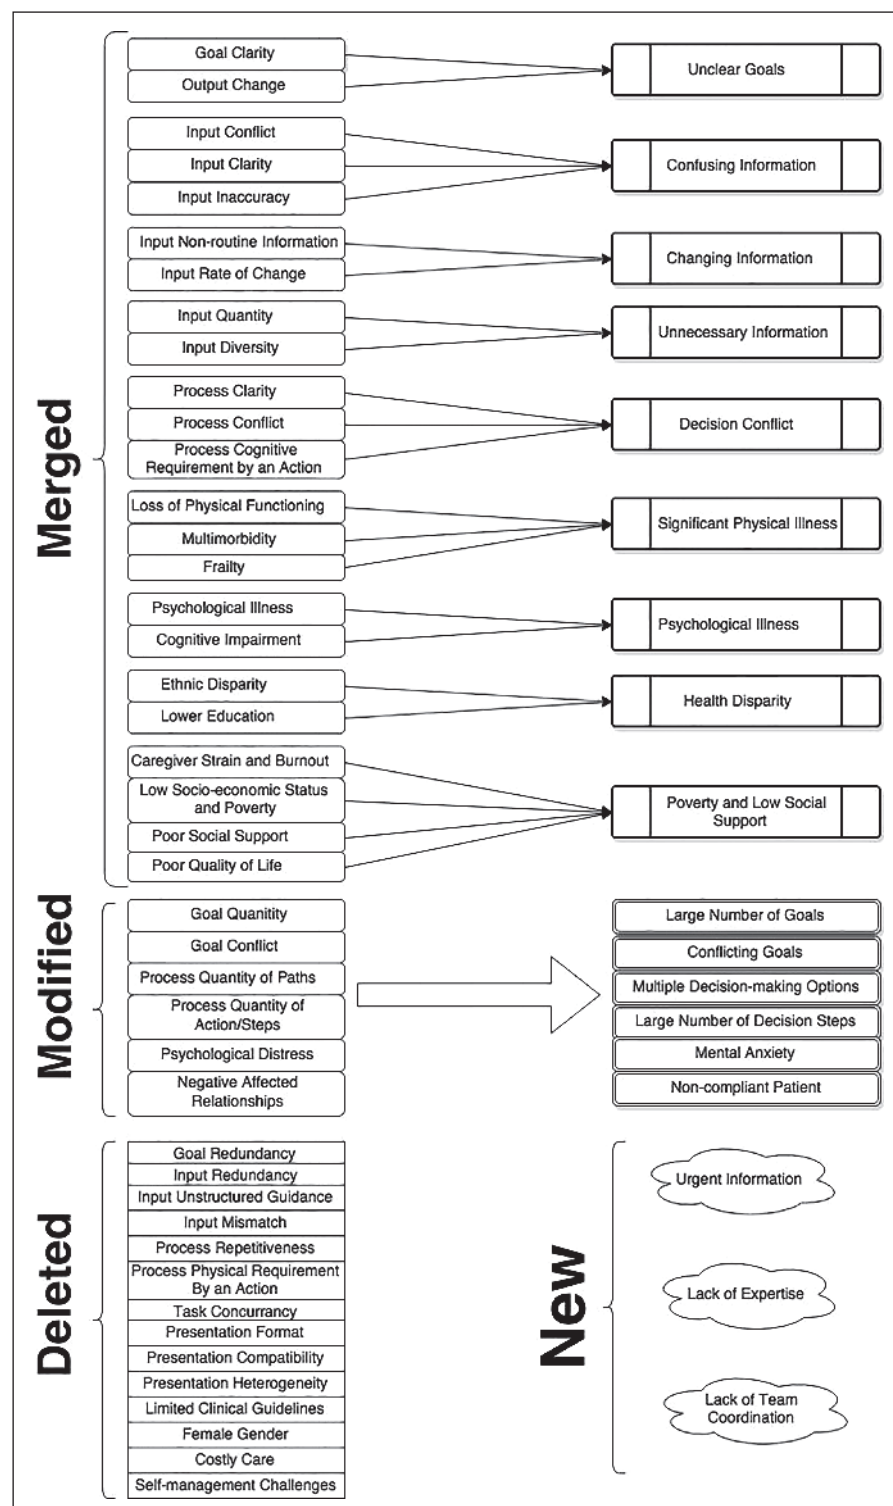 Merged
Goal Clarity
Output Change
Unclear Goals
Input Conflict
Input Clarity
Input Inaccuracy
Confusing Information
Input Non-routine Information
Input Rate of Change
Changing Information
Input Quantity
Input Diversity
Unnecessary Information
Process Clarity
Process Conflict
Process Cognitive
Requirement by an Action
Decision Conflict
Loss of Physical Functioning
Multimorbidity
Frailty
Significant Physical Illness
Psychological Illness
Cognitive Impairment
Psychological Illness
Ethnic Disparity
Lower Education
Health Disparity
Caregiver Strain and Burnout
Low Socio-economic Status
and Poverty
Poor Social Support
Poor Quality of Life
Poverty and Low Social
Support
Modified
Goal Quanitity
Goal Conflict
Process Quantity of Paths
Process Quantity of
Action/Steps
Psychological Distress
Negative Affected
Relationships
Large Number of Goals
Conflicting Goals
Multiple Decision-making Options
Large Number of Decision Steps
Mental Anxiety
Non-compliant Patient
Deleted
Goal Redundancy
Input Redundancy
Input Unstructured Guidance
Input Mismatch
Process Repetitiveness
Process Physical Requirement
By an Action
Task Concurrancy
Presentation Format
Presentation Compatibility
Presentation Heterogeneity
Limited Clinical Guidelines
Female Gender
Costly Care
Self-management Challenges
New
Urgent Information
Lack of Expertise
Lack of Team
Coordination